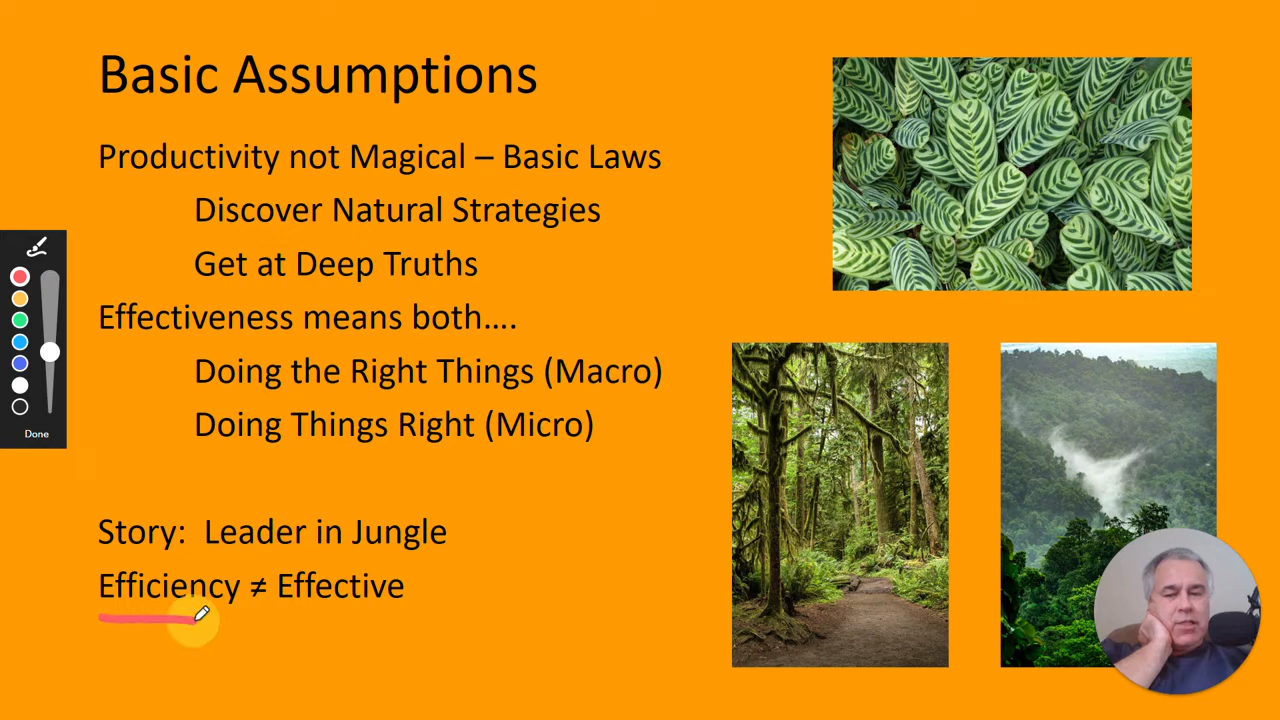 Basic Assumptions
Productivity not Magical – Basic Laws
Discover Natural Strategies
Get at Deep Truths
Effectiveness means both….
Doing the Right Things (Macro)
Doing Things Right (Micro)
Story:  Leader in Jungle
Efficiency ≠ Effective
Done